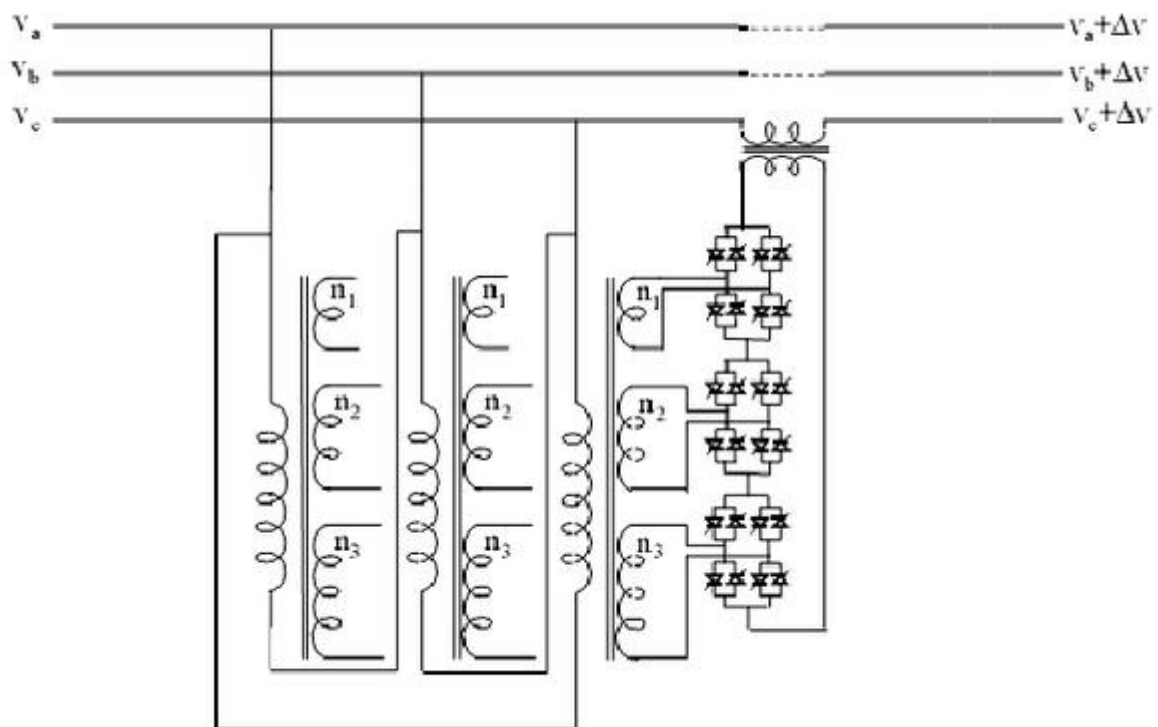 Va Va+ΔV
Vb Vb+ΔV
Vc Vc+ΔV
n1 n1 n1
n2 n2 n2
n3 n3 n3